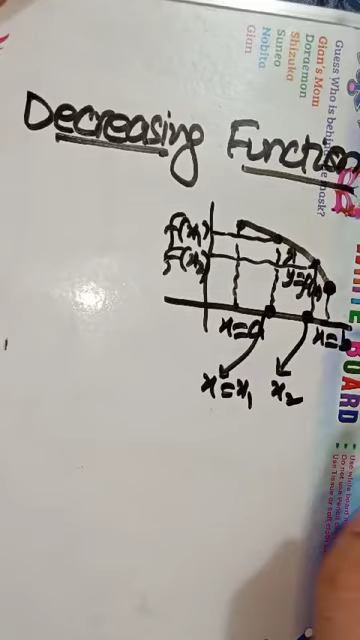 Guess Who is behind the mask?
Gian's Mom
Doraemon
Shizuka
Suneo
Nobita
Gian
Decreasing Function
f(x₁)
f(x₂)
y=f(x)
x=a
x=b
x=x₁
x₂
WHITE BOARD